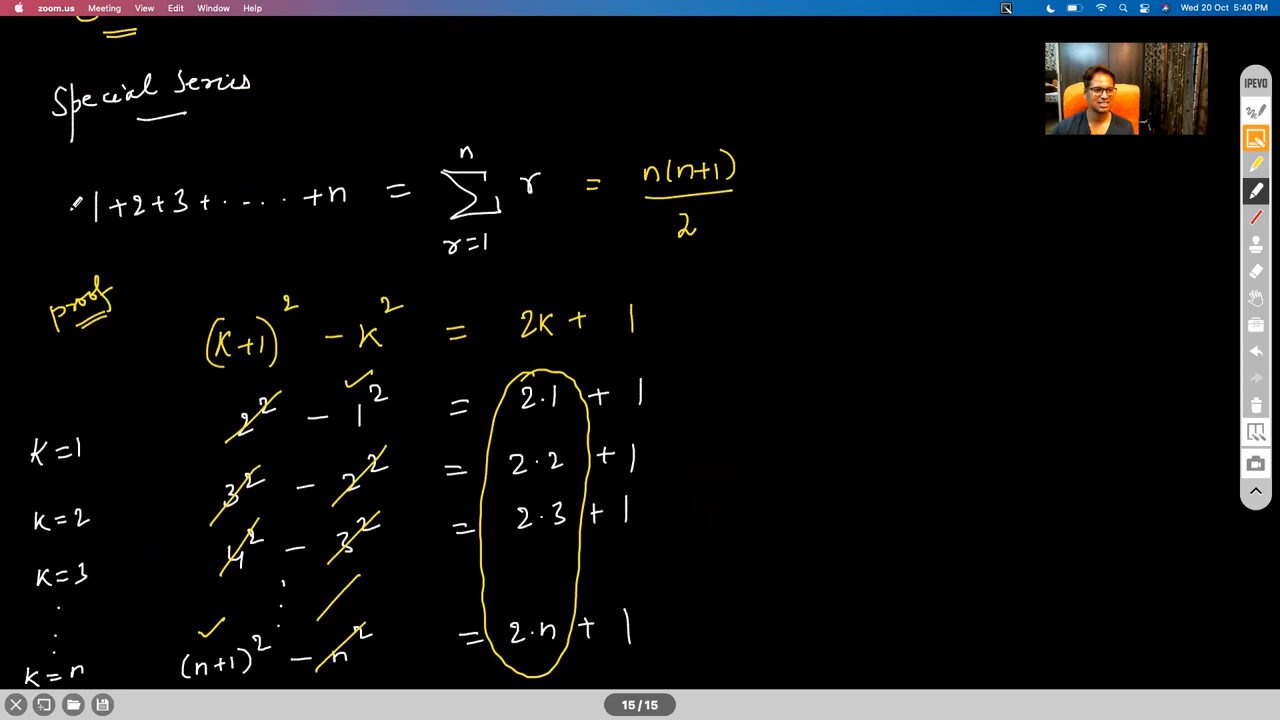 zoom.us Meeting View Edit Window Help Wed 20 Oct 5:40 PM
IPEVO
Special Series
1+2+3+.....+n = n∑r=1 r = n(n+1)/2
proof
(K+1)² - K² = 2K + 1
K=1 2² - 1² = 2·1 + 1
K=2 3² - 2² = 2·2 + 1
K=3 4² - 3² = 2·3 + 1
K=n (n+1)² - n² = 2·n + 1
15/15